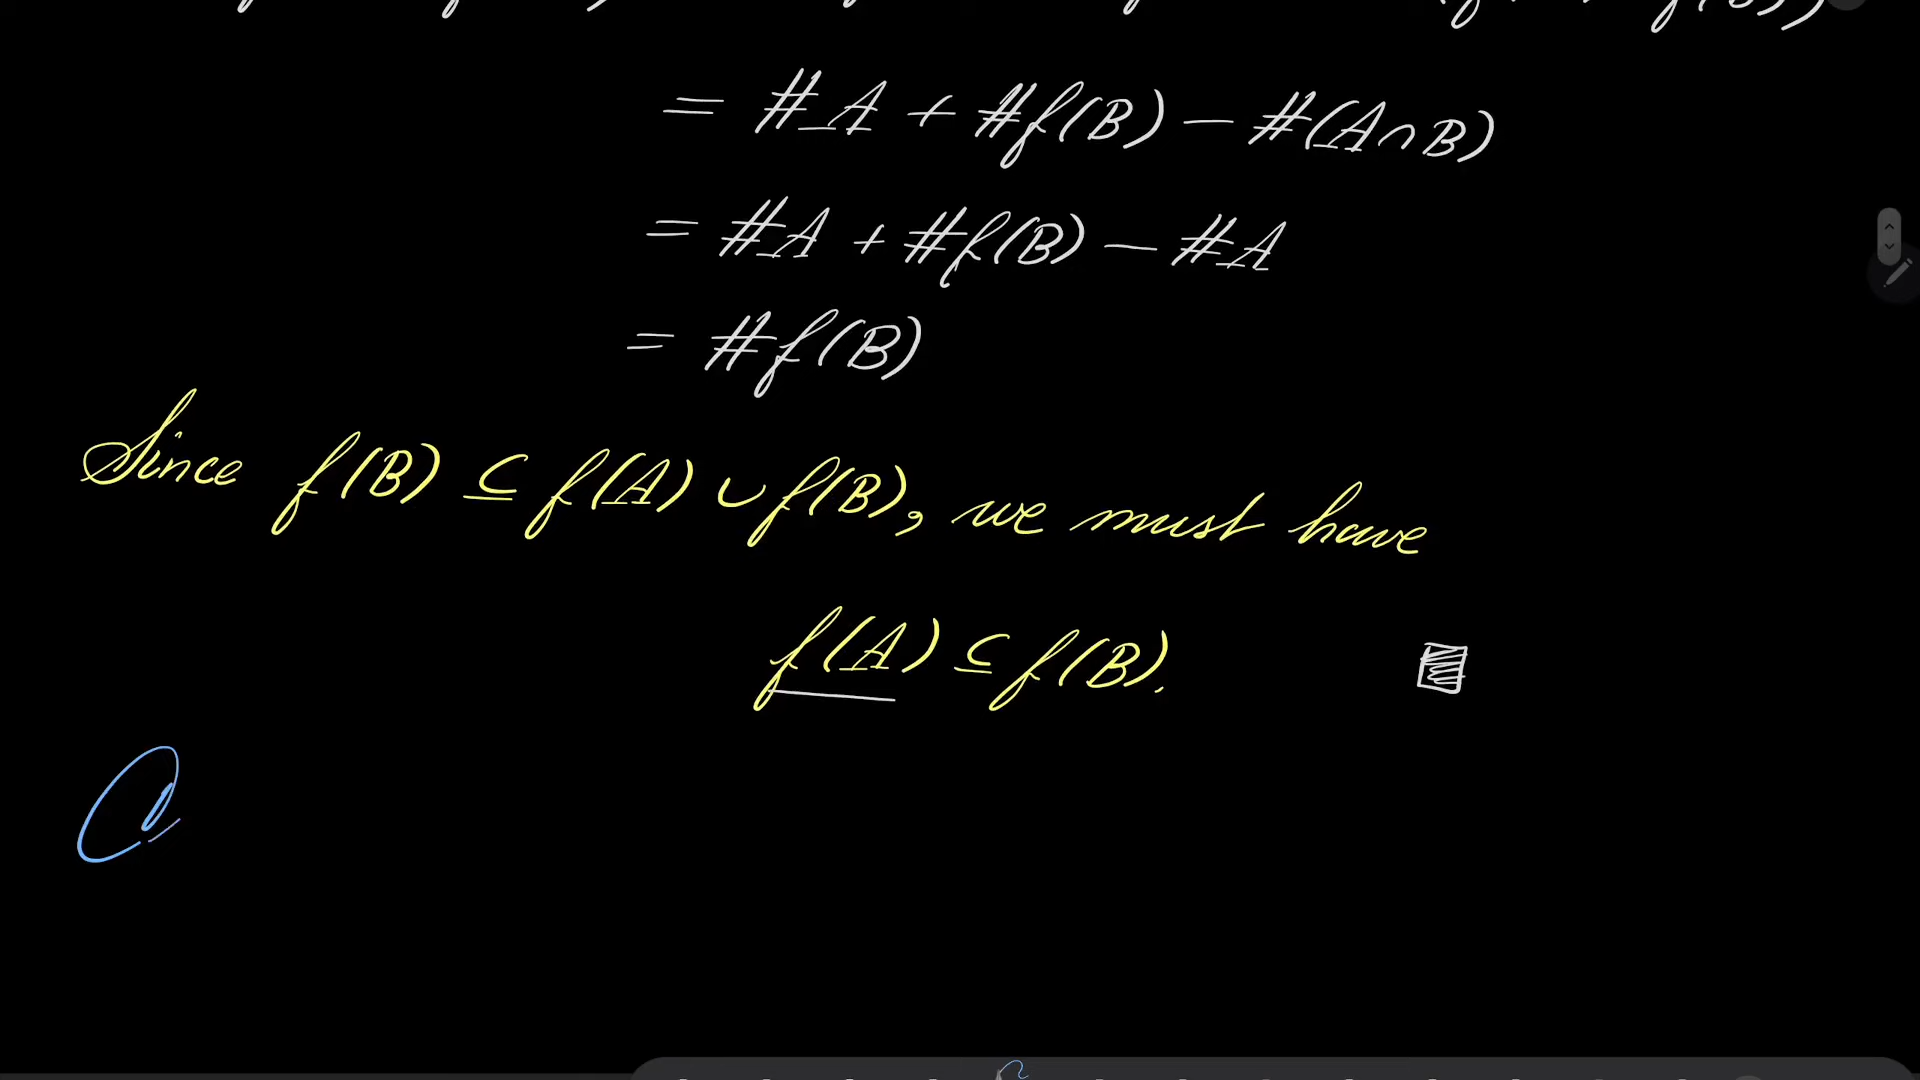 = #A + #f(B) − #(A∩B)
= #A + #f(B) − #A
= #f(B)
Since f(B) ⊆ f(A) ∪ f(B), we must have
f(A) ⊆ f(B).